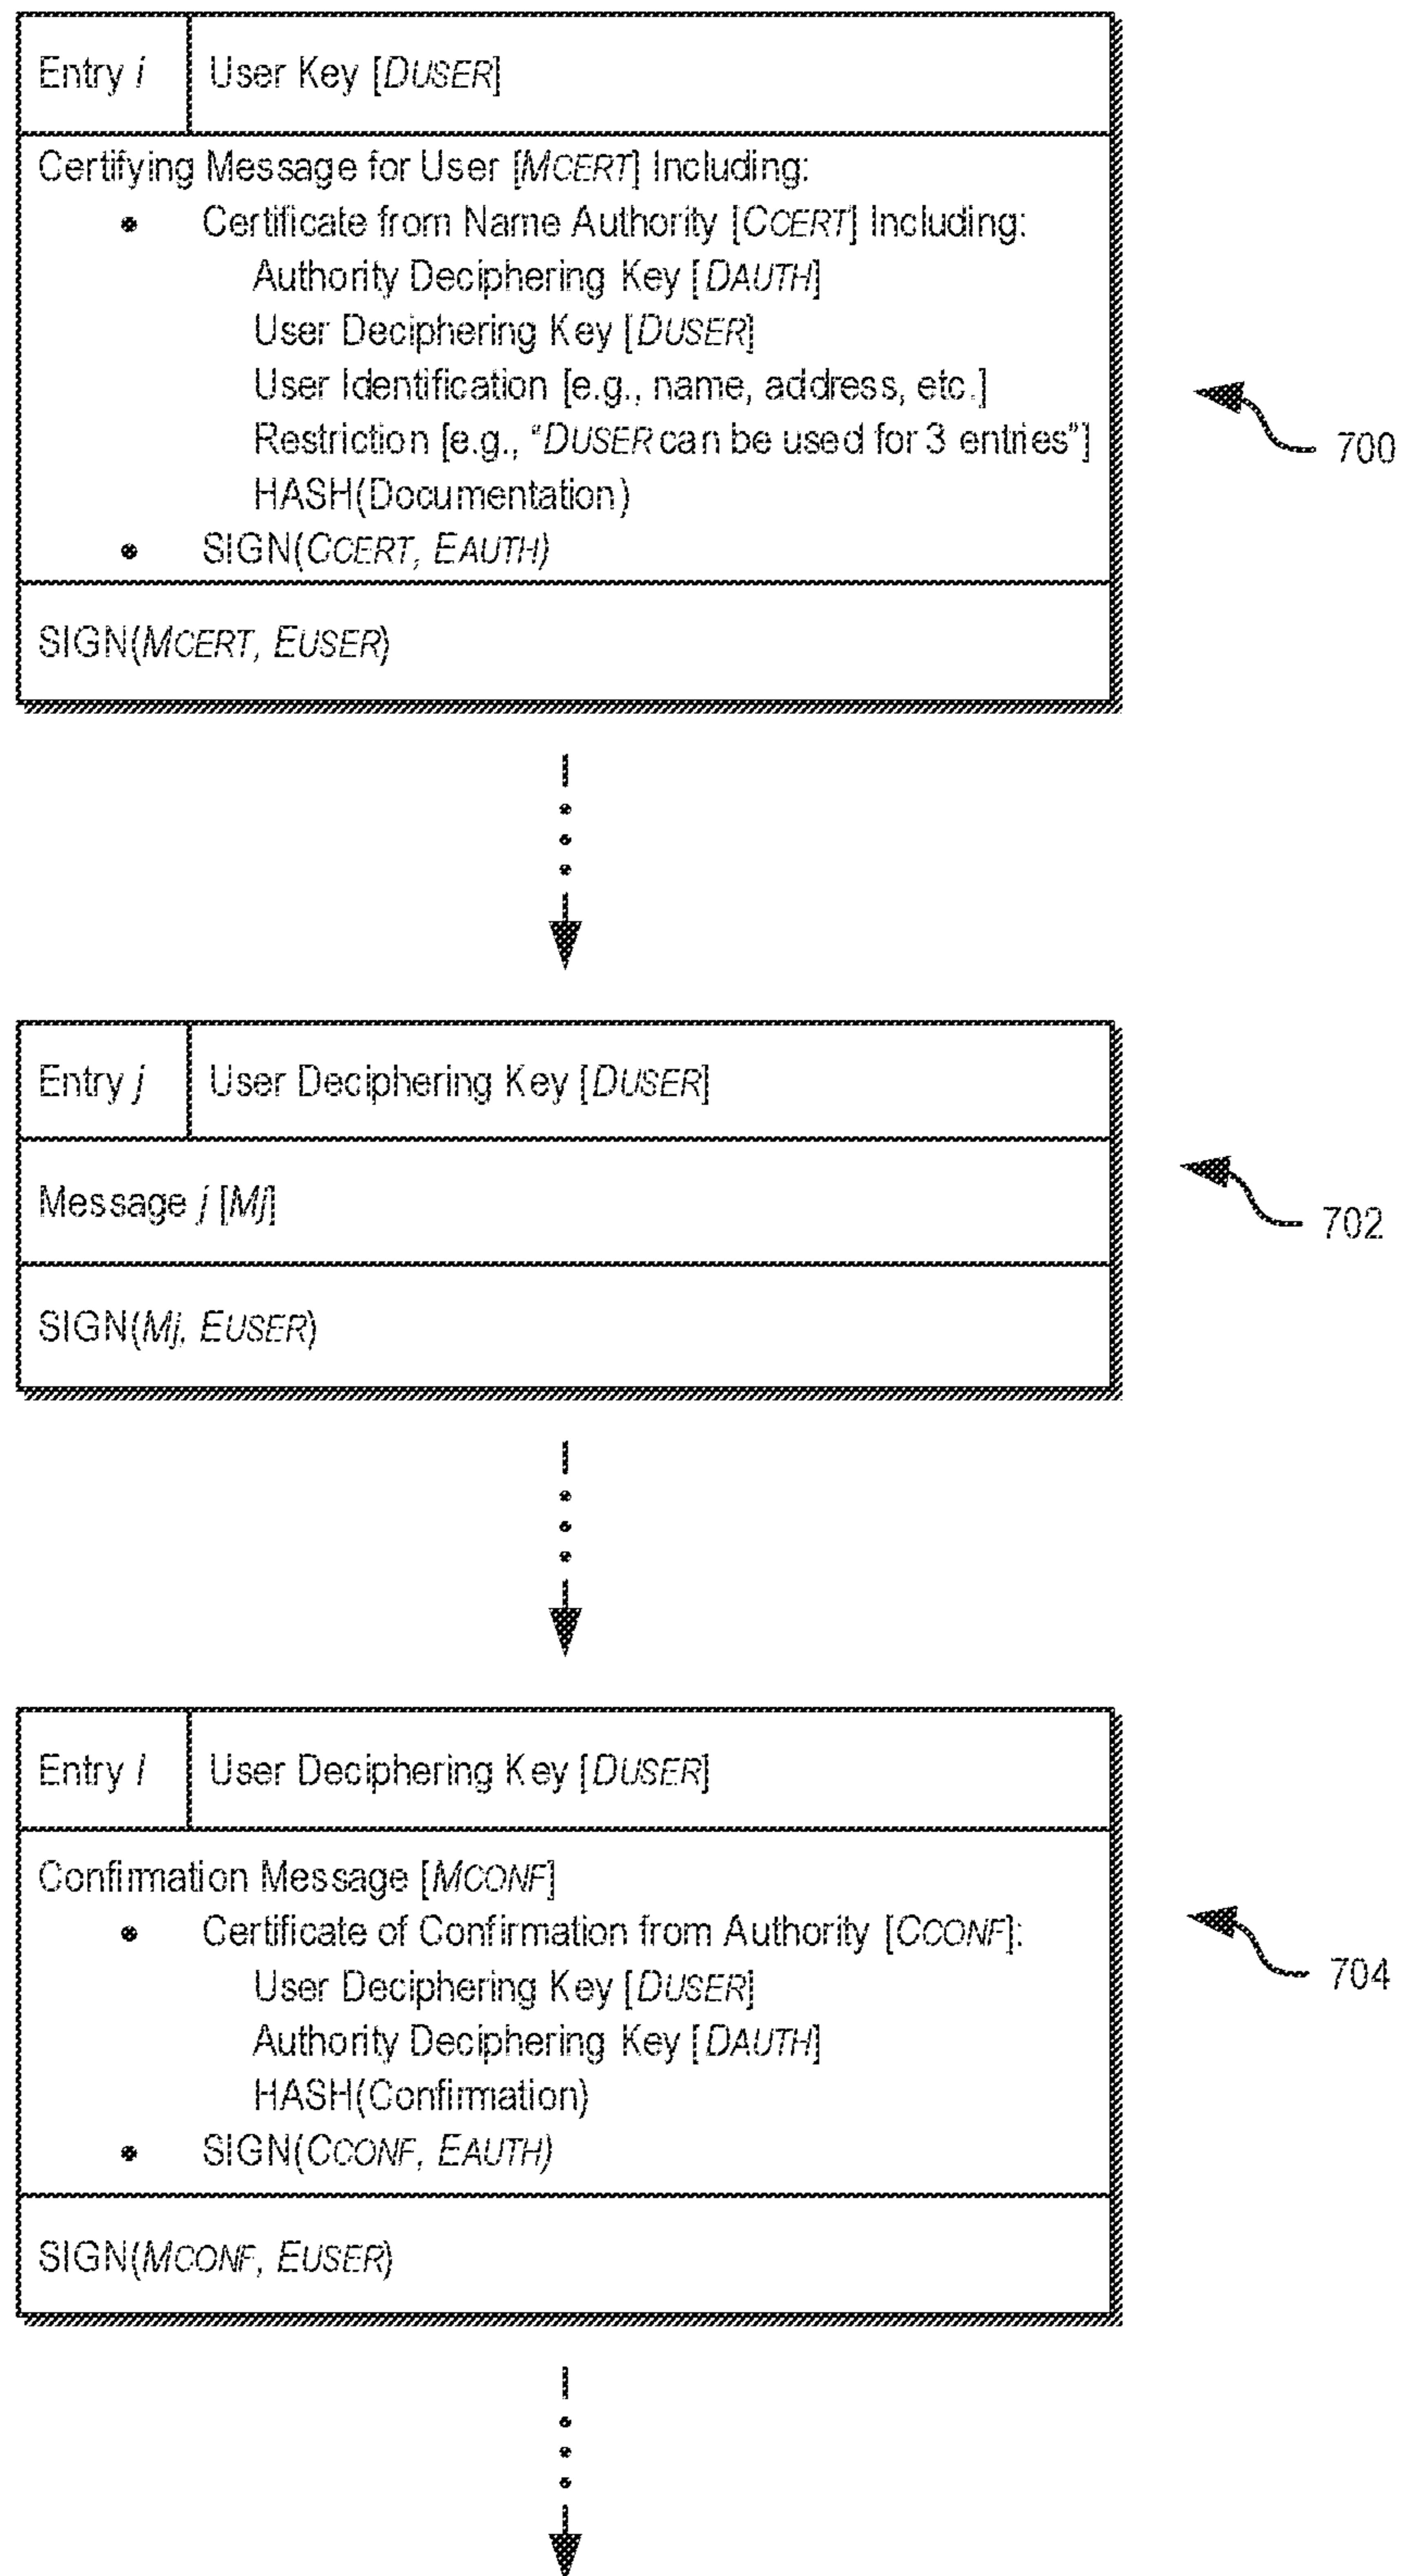 Entry i User Key [DUSER]
Certifying Message for User [MCERT] Including:
• Certificate from Name Authority [CCERT] Including:
Authority Deciphering Key [DAUTH]
User Deciphering Key [DUSER]
User Identification [e.g., name, address, etc.]
Restriction [e.g., “DUSER can be used for 3 entries”]
HASH(Documentation)
• SIGN(CCERT, EAUTH)
SIGN(MCERT, EUSER)
700
Entry j User Deciphering Key [DUSER]
Message j [Mj]
SIGN(Mj, EUSER)
702
Entry l User Deciphering Key [DUSER]
Confirmation Message [MCONF]
• Certificate of Confirmation from Authority [CCONF]:
User Deciphering Key [DUSER]
Authority Deciphering Key [DAUTH]
HASH(Confirmation)
• SIGN(CCONF, EAUTH)
SIGN(MCONF, EUSER)
704